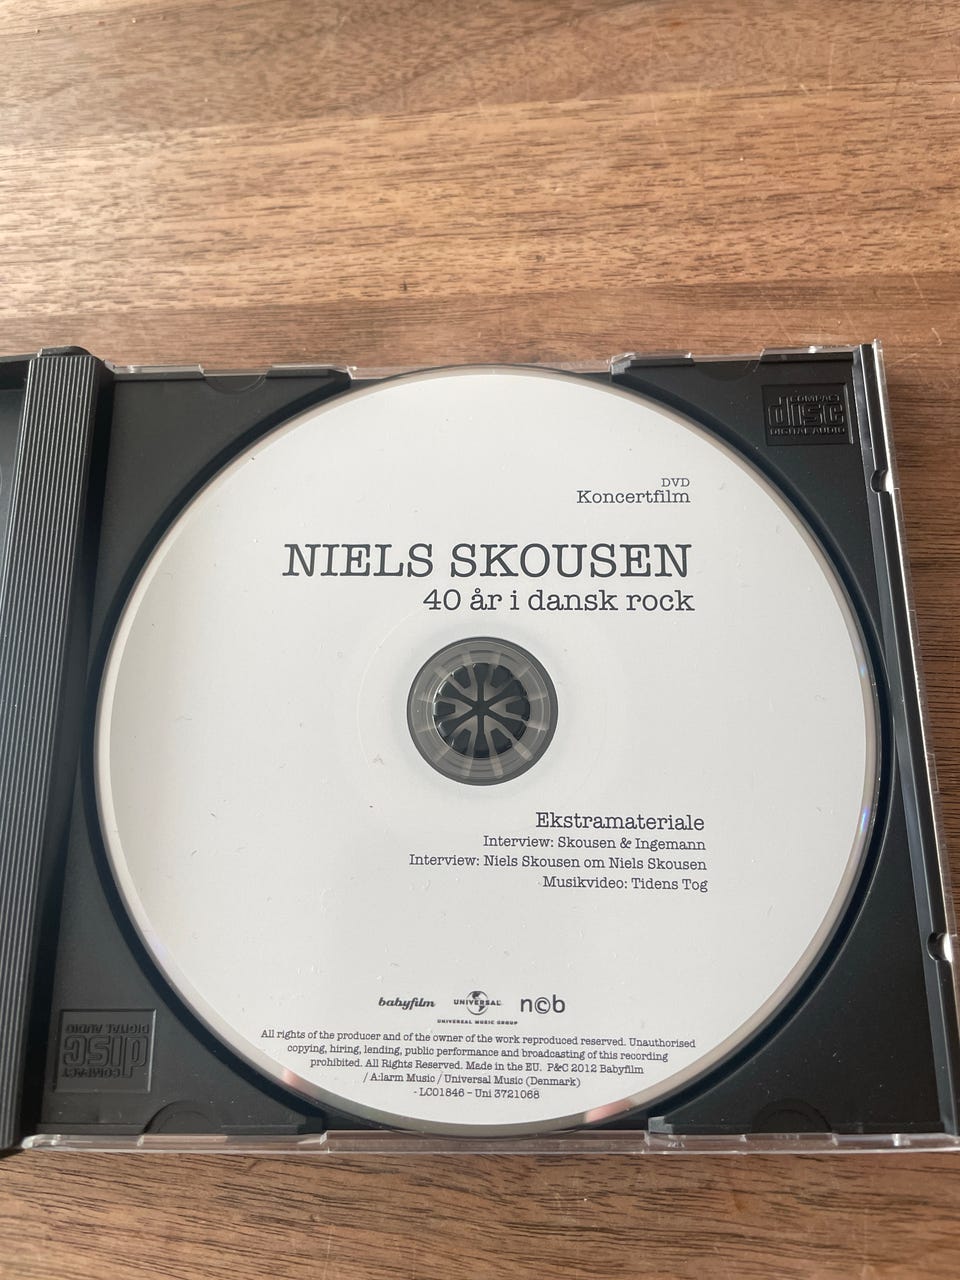 COMPACT
disc
DIGITAL AUDIO
DVD
Koncertfilm
NIELS SKOUSEN
40 år i dansk rock
Ekstramateriale
Interview: Skousen & Ingemann
Interview: Niels Skousen om Niels Skousen
Musikvideo: Tidens Tog
babyfilm UNIVERSAL n©b
UNIVERSAL MUSIC GROUP
All rights of the producer and of the owner of the work reproduced reserved. Unauthorised
copying, hiring, lending, public performance and broadcasting of this recording
prohibited. All Rights Reserved. Made in the EU. P&C 2012 Babyfilm
/ A:larm Music / Universal Music (Denmark)
- LC01846 - Uni 3721068
COMPACT
disc
DIGITAL AUDIO